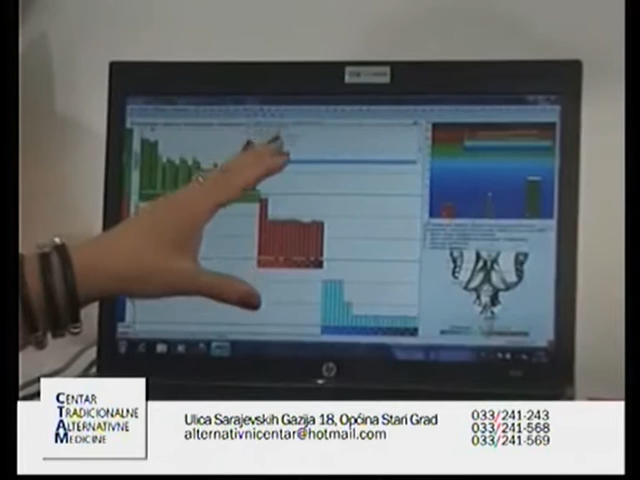 CENTAR
TRADICIONALNE
ALTERNATIVNE
MEDICINE
Ulica Sarajevskih Gazija 18, Općina Stari Grad
alternativnicentar@hotmail.com
033/241-243
033/241-568
033/241-569
hp